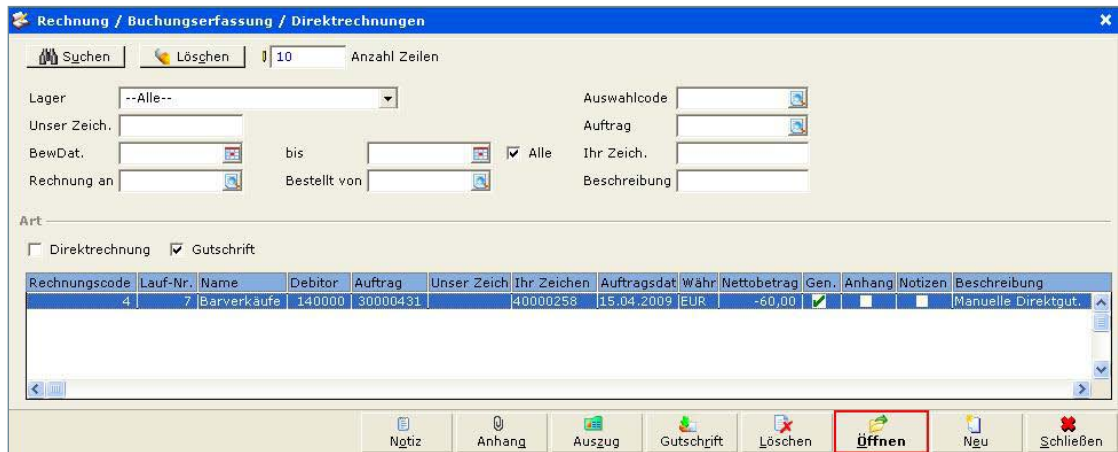 Rechnung / Buchungserfassung / Direktrechnungen
Suchen Löschen 10 Anzahl Zeilen
Lager --Alle-- Auswahlcode
Unser Zeich. Auftrag
BewDat. bis Alle Ihr Zeich.
Rechnung an Bestellt von Beschreibung
Art
Direktrechnung Gutschrift
Rechnungscode Lauf-Nr. Name Debitor Auftrag Unser Zeich Ihr Zeichen Auftragsdat Währ Nettobetrag Gen. Anhang Notizen Beschreibung
4 7 Barverkäufe 140000 30000431 40000258 15.04.2009 EUR -60,00 Manuelle Direktgut.
Notiz Anhang Auszug Gutschrift Löschen Öffnen Neu Schließen